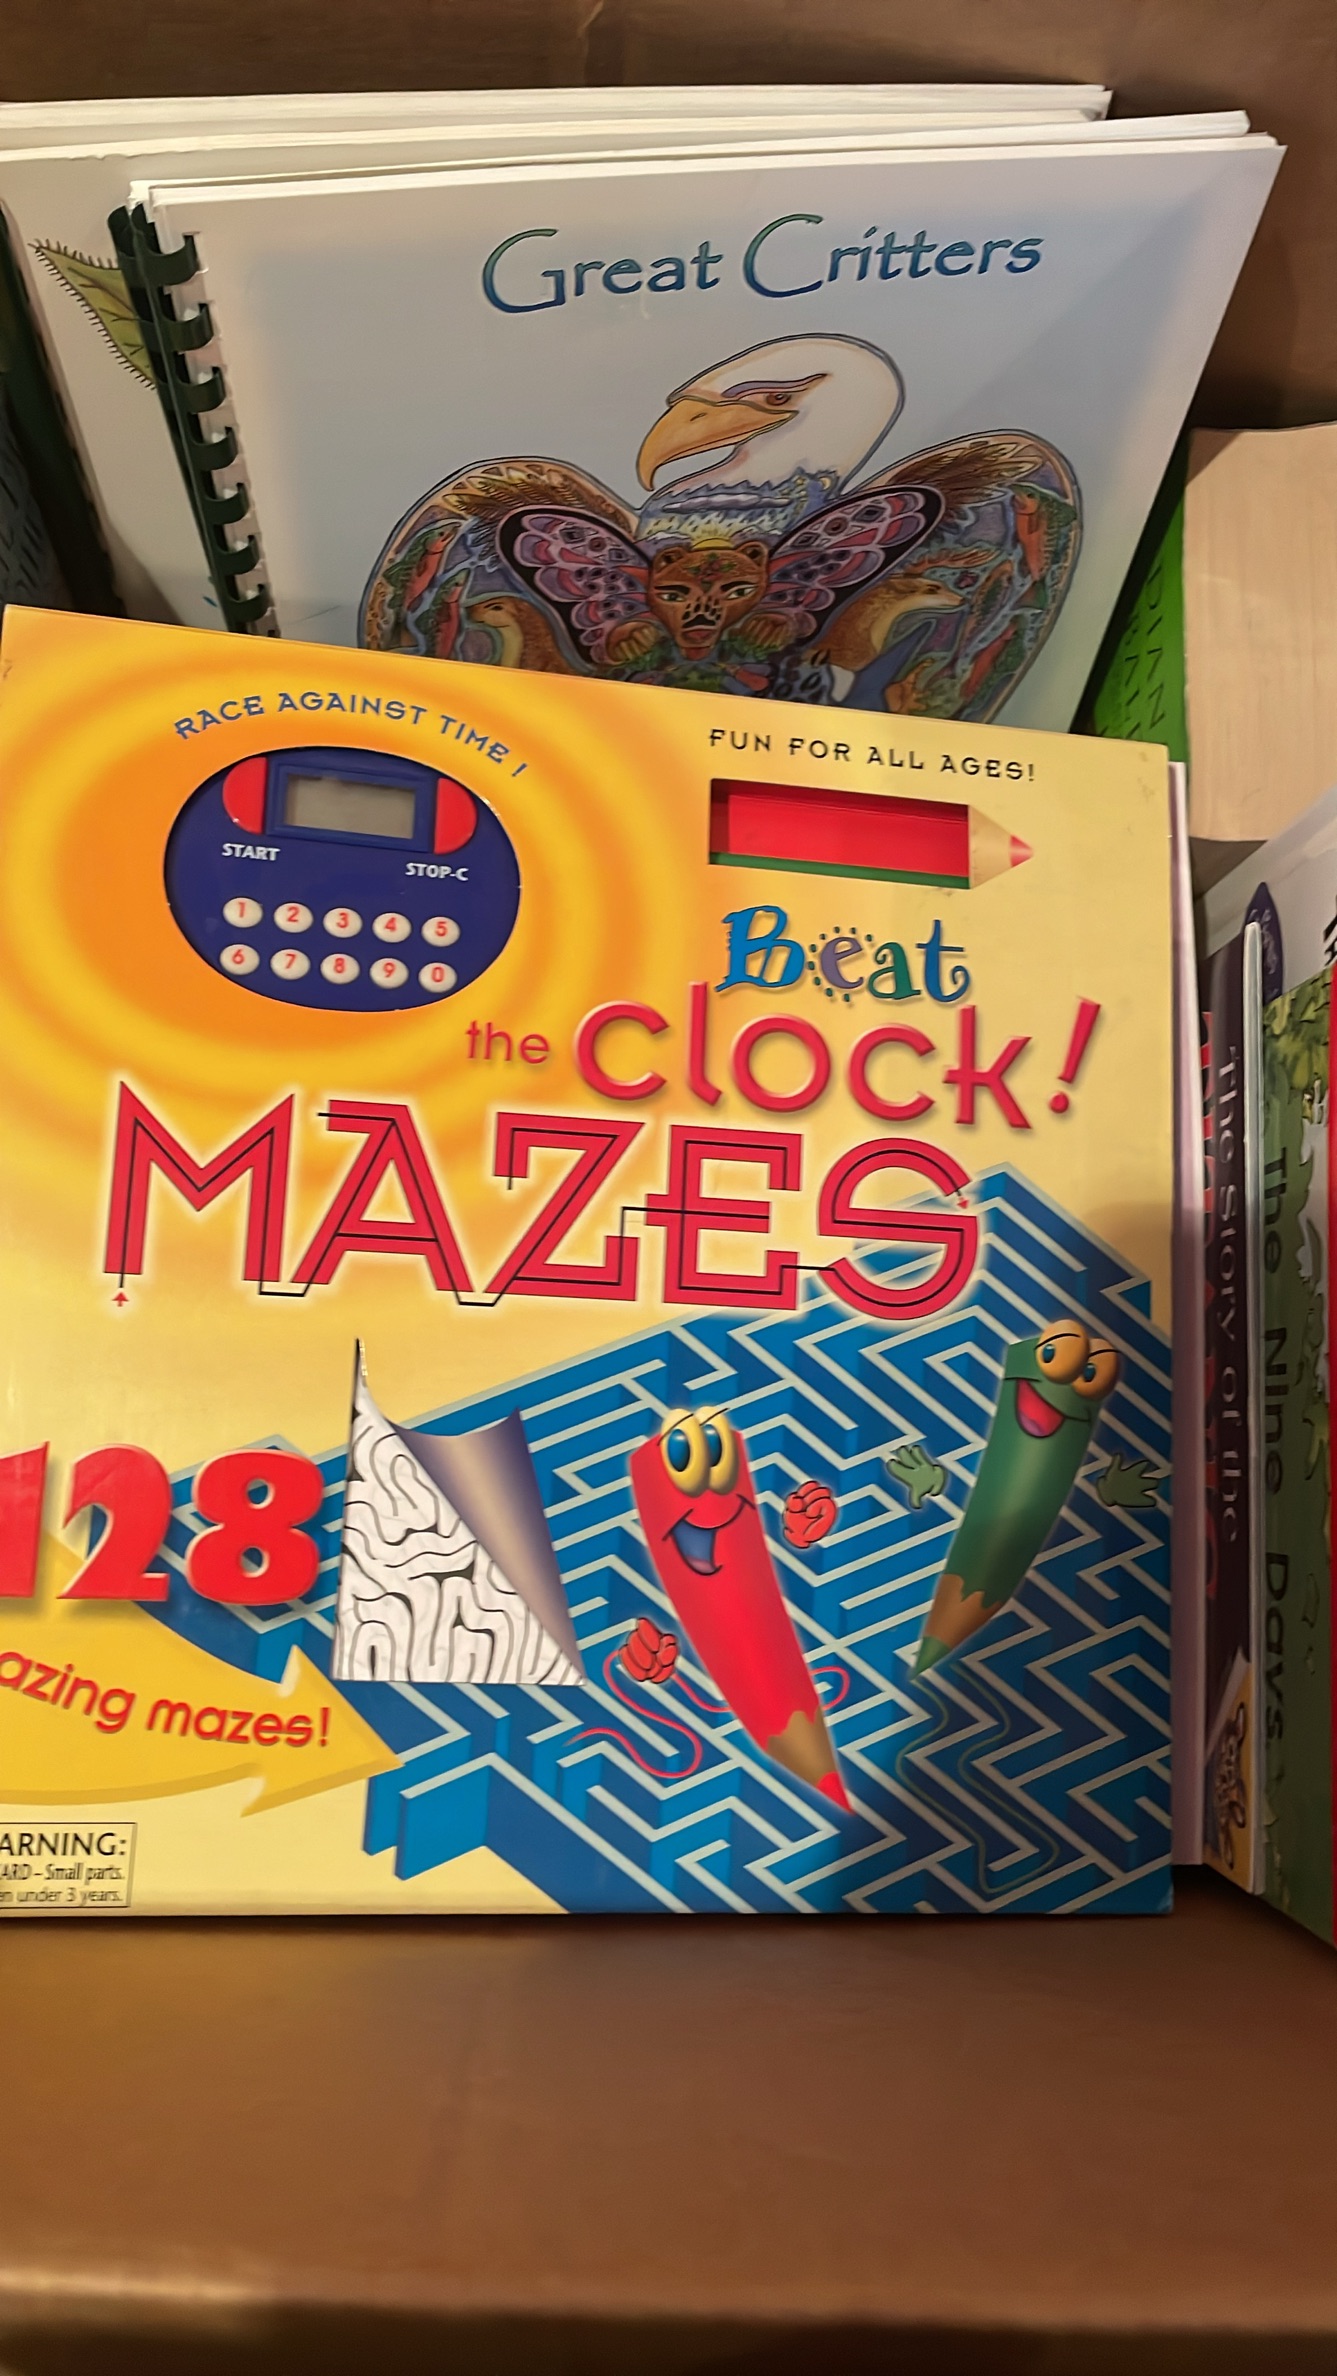 Great Critters
RACE AGAINST TIME!
FUN FOR ALL AGES!
START
STOP-C
1 2 3 4 5
6 7 8 9 0
Beat
the clock!
MAZES
128
azing mazes!
ARNING:
ARD – Small parts.
en under 3 years.
The Story of the
The Nine Days